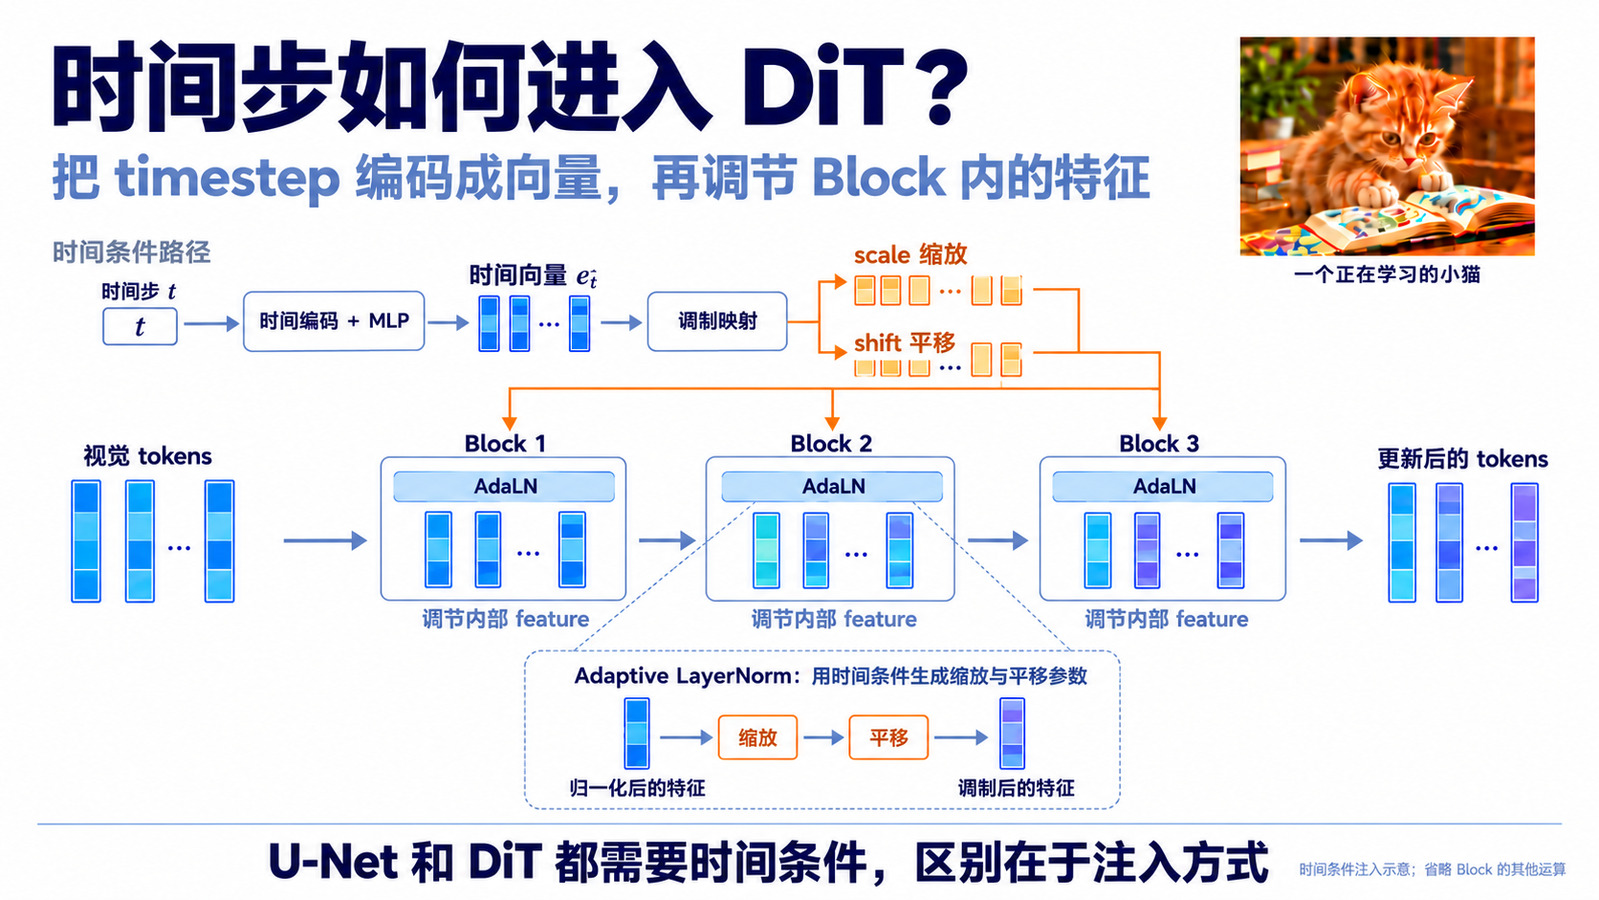 时间步如何进入 DiT？
把 timestep 编码成向量，再调节 Block 内的特征
一个正在学习的小猫
时间条件路径
时间步 t
t
时间编码 + MLP
时间向量 e_t
...
调制映射
scale 缩放
...
shift 平移
...
视觉 tokens
...
Block 1
AdaLN
...
调节内部 feature
Block 2
AdaLN
...
调节内部 feature
Block 3
AdaLN
...
调节内部 feature
更新后的 tokens
...
Adaptive LayerNorm：用时间条件生成缩放与平移参数
缩放
平移
归一化后的特征
调制后的特征
U-Net 和 DiT 都需要时间条件，区别在于注入方式
时间条件注入示意；省略 Block 的其他运算